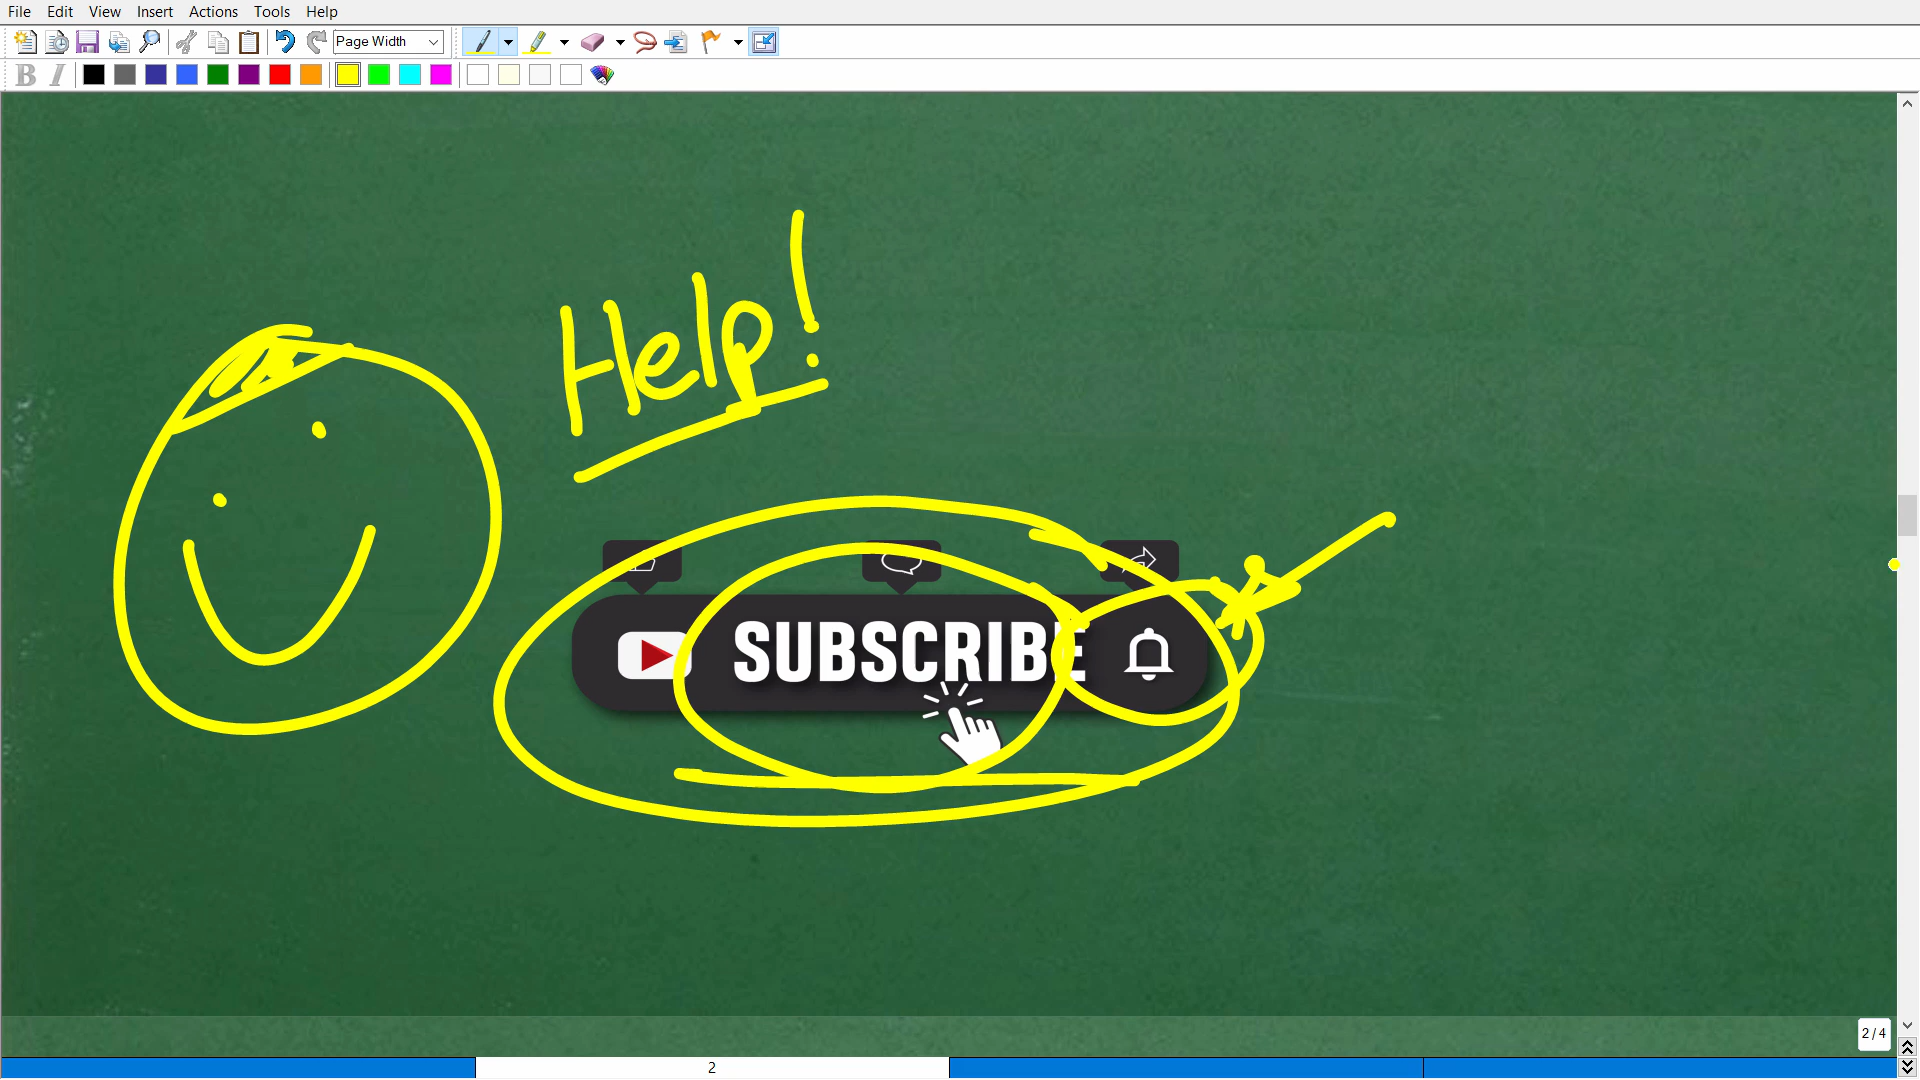 File Edit View Insert Actions Tools Help
Page Width
B I
Help!
SUBSCRIBE
2 / 4
2